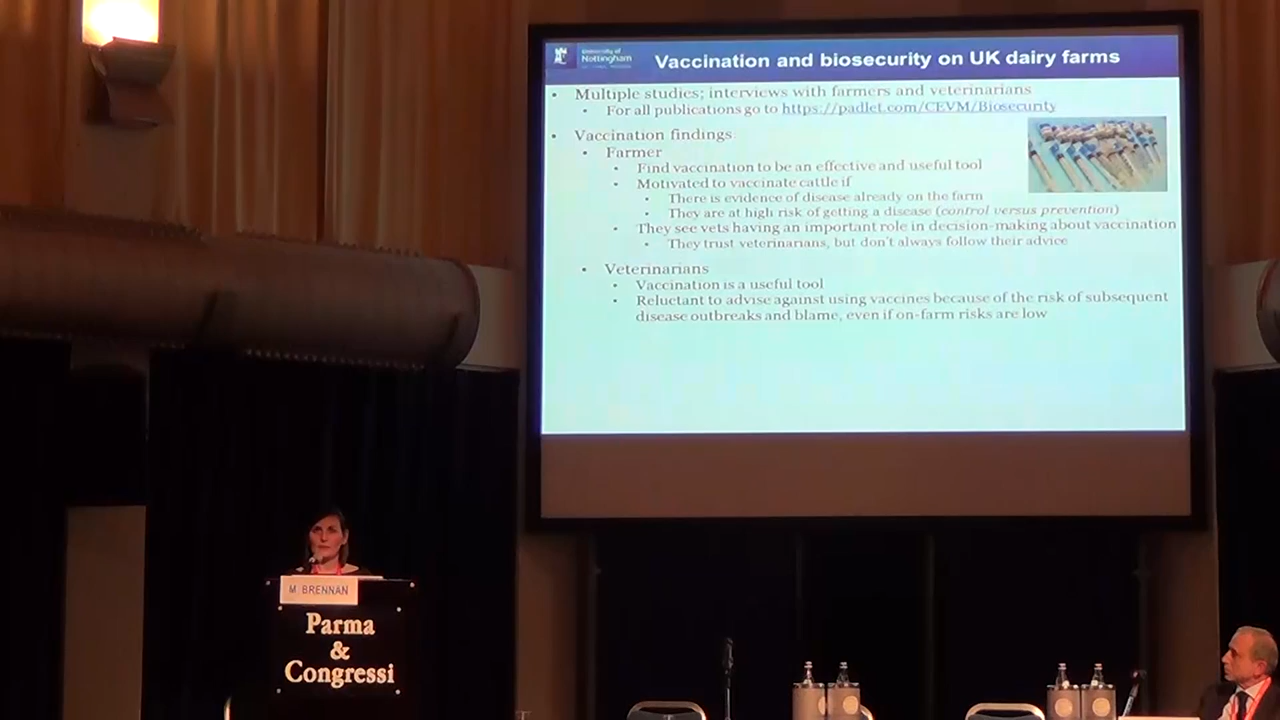 University of
Nottingham
Vaccination and biosecurity on UK dairy farms
• Multiple studies; interviews with farmers and veterinarians
• For all publications go to https://padlet.com/CEVM/Biosecurity
• Vaccination findings
• Farmer
• Find vaccination to be an effective and useful tool
• Motivated to vaccinate cattle if
• There is evidence of disease already on the farm
• They are at high risk of getting a disease (control versus prevention)
• They see vets having an important role in decision-making about vaccination
• They trust veterinarians, but don't always follow their advice
• Veterinarians
• Vaccination is a useful tool
• Reluctant to advise against using vaccines because of the risk of subsequent
disease outbreaks and blame, even if on-farm risks are low
M. BRENNAN
Parma
&
Congressi